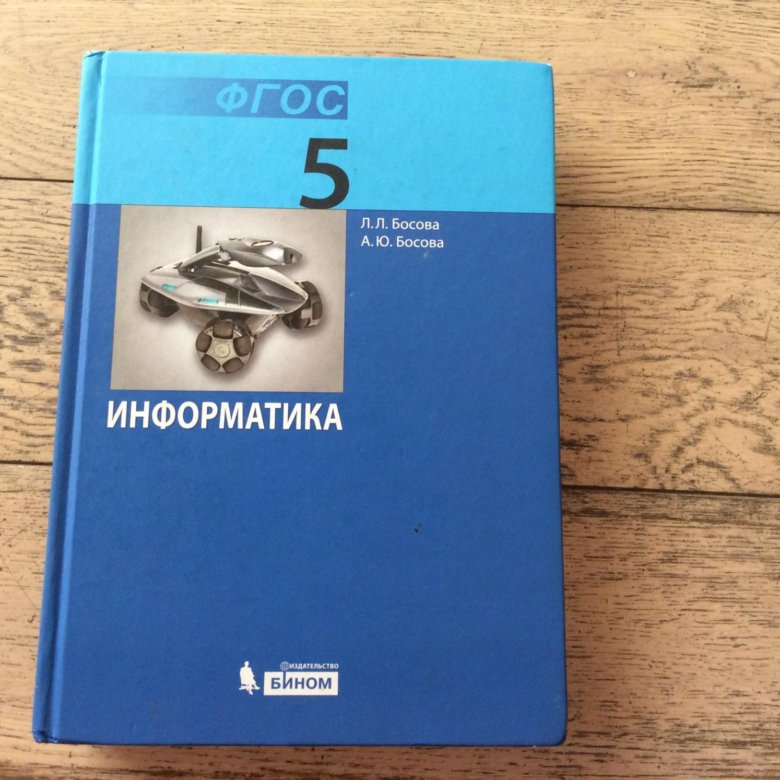 ФГОС
5
Л.Л. Босова
А.Ю. Босова
ИНФОРМАТИКА
ИЗДАТЕЛЬСТВО
БИНОМ